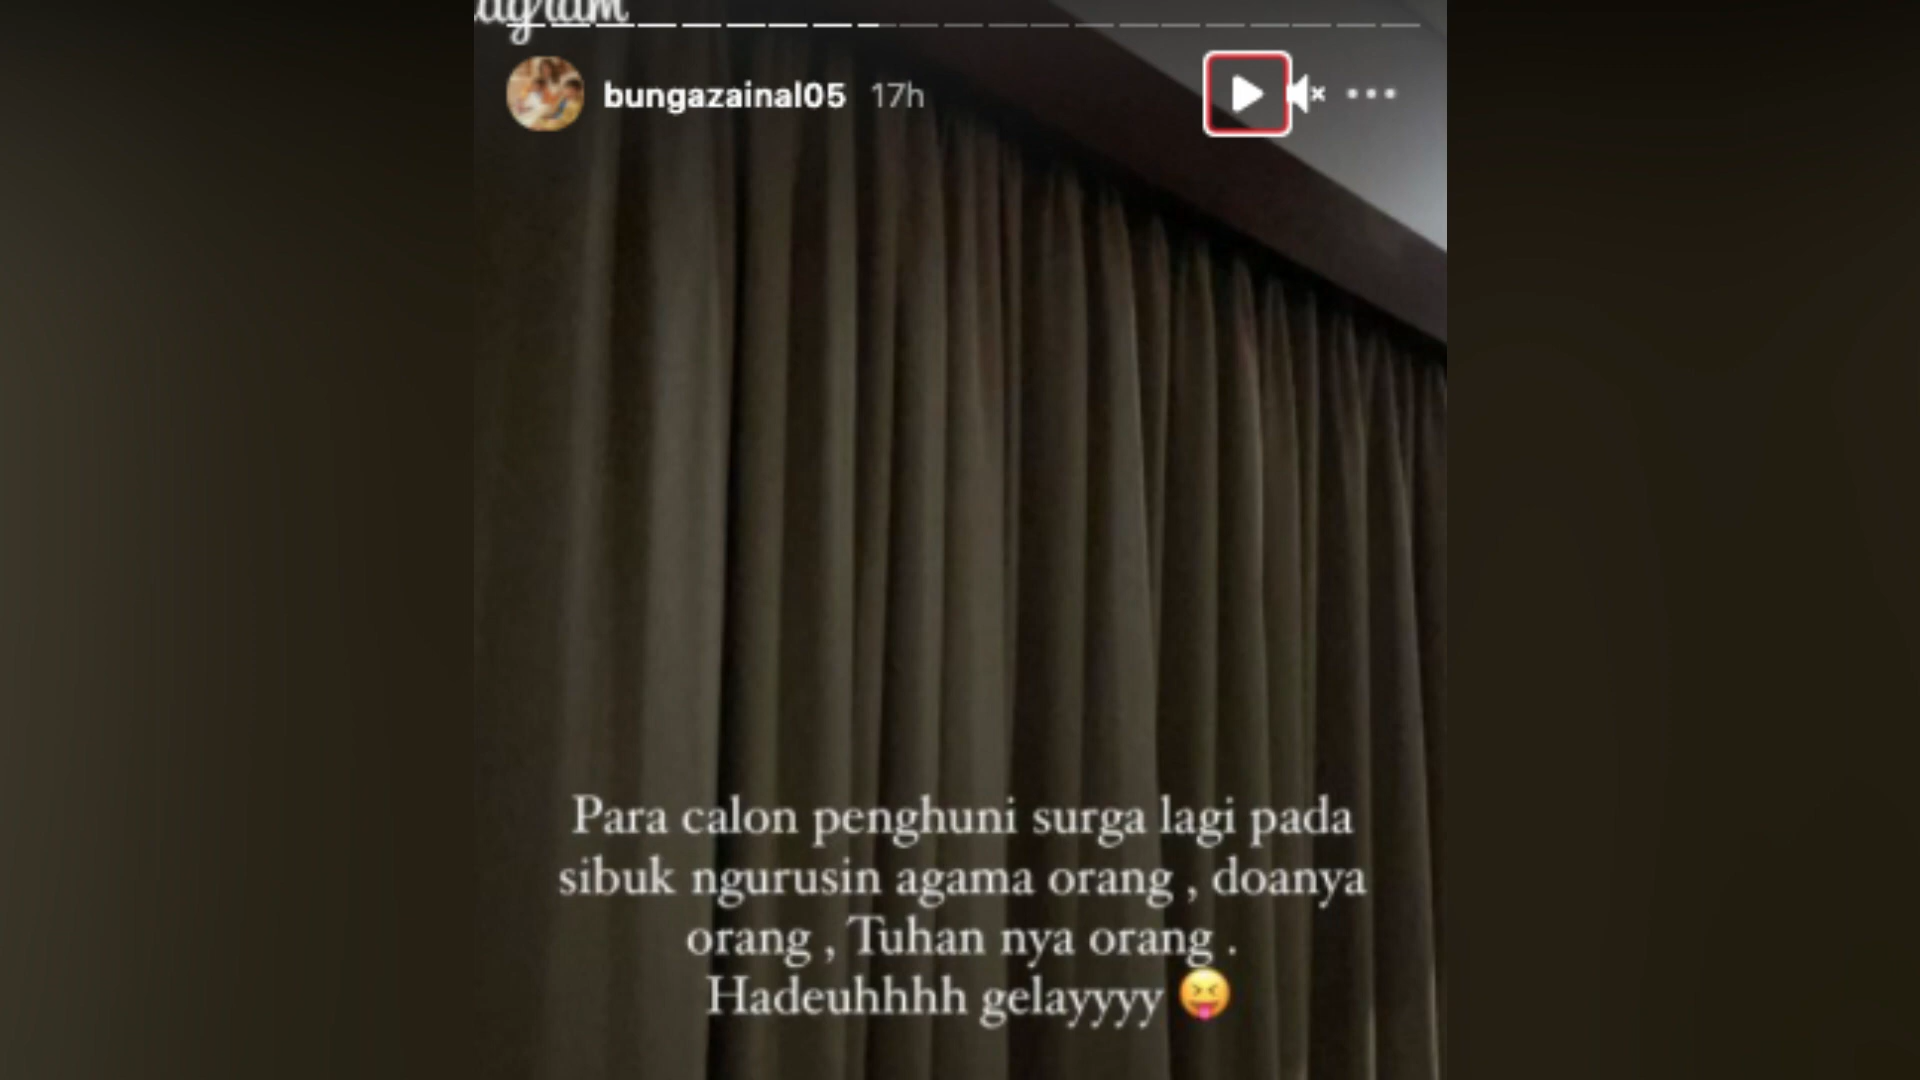 agram
bungazainal05 17h
Para calon penghuni surga lagi pada
sibuk ngurusin agama orang , doanya
orang , Tuhan nya orang .
Hadeuhhhh gelayyyy 😝